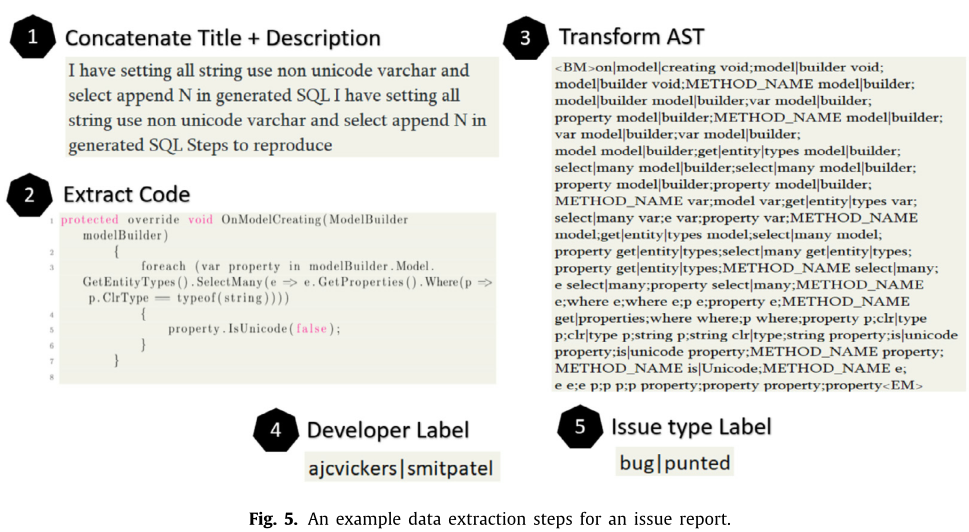 1 Concatenate Title + Description
I have setting all string use non unicode varchar and
select append N in generated SQL I have setting all
string use non unicode varchar and select append N in
generated SQL Steps to reproduce
2 Extract Code
1 protected override void OnModelCreating(ModelBuilder
modelBuilder)
2 {
3 foreach (var property in modelBuilder.Model.
GetEntityTypes().SelectMany(e => e.GetProperties().Where(p =>
p.ClrType == typeof(string))))
4 {
5 property.IsUnicode(false);
6 }
7 }
8
3 Transform AST
<BM>on|model|creating void;model|builder void;
model|builder void;METHOD_NAME model|builder;
model|builder model|builder;var model|builder;
property model|builder;METHOD_NAME model|builder;
var model|builder;var model|builder;
model model|builder;get|entity|types model|builder;
select|many model|builder;select|many model|builder;
property model|builder;property model|builder;
METHOD_NAME var;model var;get|entity|types var;
select|many var;e var;property var;METHOD_NAME
model;get|entity|types model;select|many model;
property get|entity|types;select|many get|entity|types;
property get|entity|types;METHOD_NAME select|many;
e select|many;property select|many;METHOD_NAME
e;where e;where e;p e;property e;METHOD_NAME
get|properties;where where;p where;property p;clr|type
p;clr|type p;string p;string clr|type;string property;is|unicode
property;is|unicode property;METHOD_NAME property;
METHOD_NAME is|Unicode;METHOD_NAME e;
e e;e p;p p;p property;property property;property<EM>
4 Developer Label
ajcvickers|smitpatel
5 Issue type Label
bug|punted
Fig. 5. An example data extraction steps for an issue report.